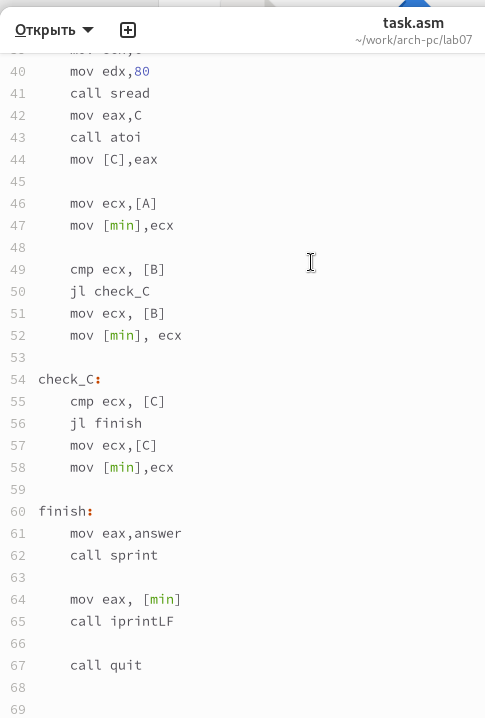 Открыть
task.asm
~/work/arch-pc/lab07
40 mov edx,80
41 call sread
42 mov eax,C
43 call atoi
44 mov [C],eax
45
46 mov ecx,[A]
47 mov [min],ecx
48
49 cmp ecx, [B]
50 jl check_C
51 mov ecx, [B]
52 mov [min], ecx
53
54 check_C:
55 cmp ecx, [C]
56 jl finish
57 mov ecx,[C]
58 mov [min],ecx
59
60 finish:
61 mov eax,answer
62 call sprint
63
64 mov eax, [min]
65 call iprintLF
66
67 call quit
68
69